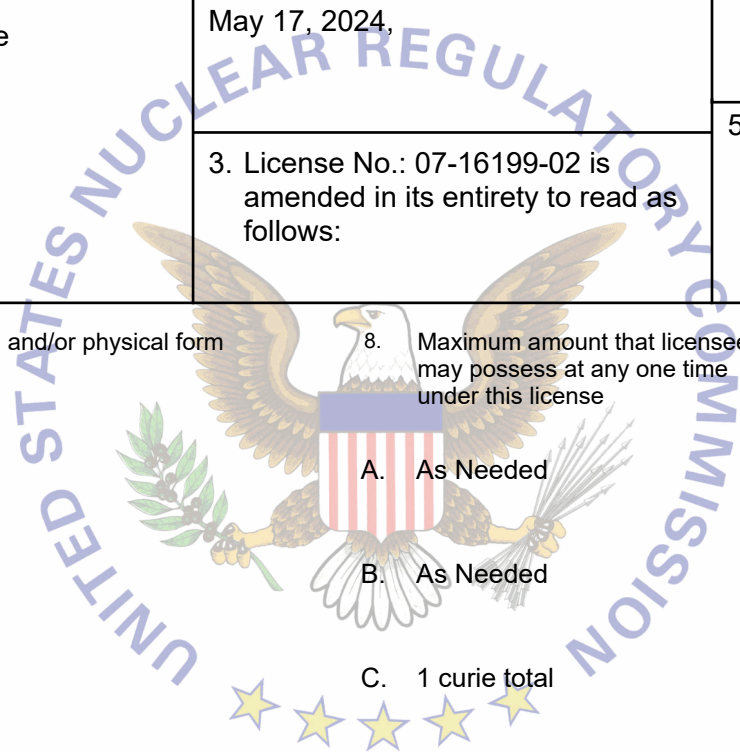 e
May 17, 2024,
5
3. License No.: 07-16199-02 is
amended in its entirety to read as
follows:
and/or physical form
8. Maximum amount that licensee
may possess at any one time
under this license
A. As Needed
B. As Needed
C. 1 curie total
UNITED STATES NUCLEAR REGULATORY COMMISSION